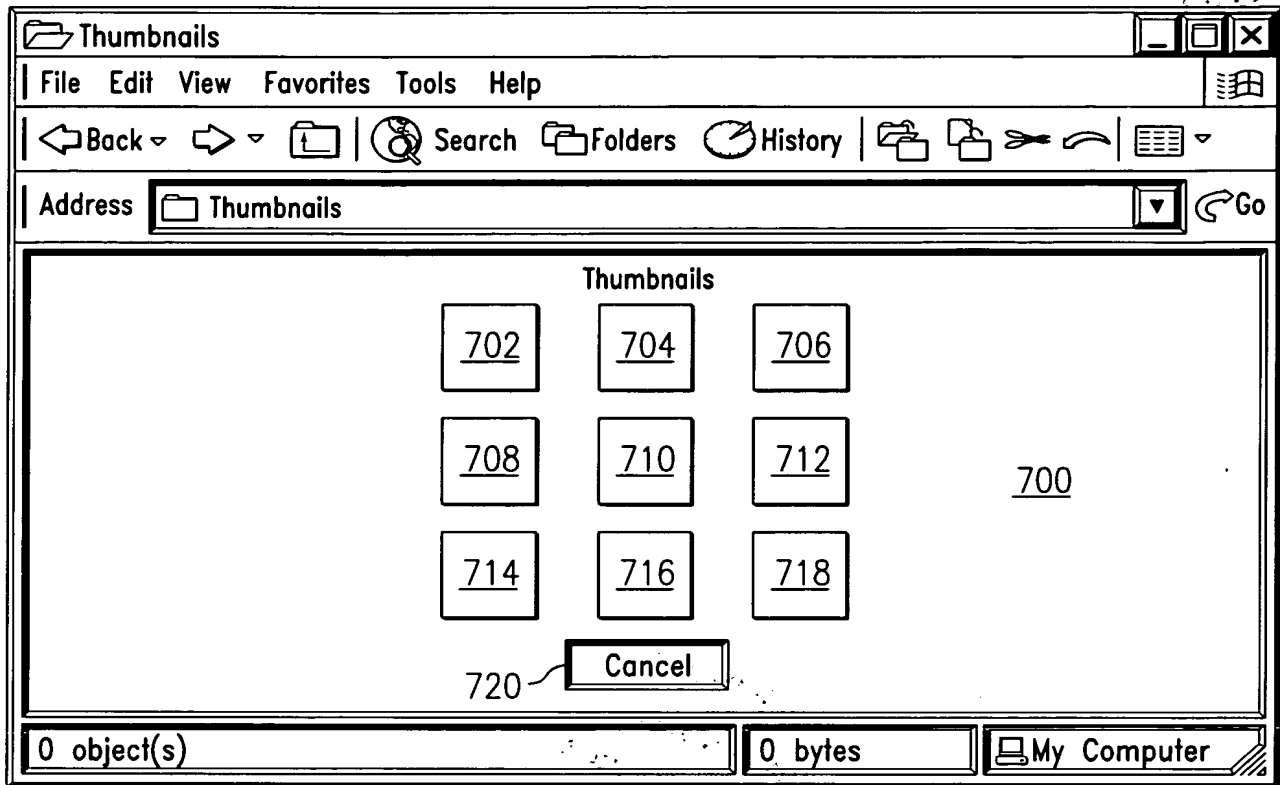 Thumbnails
File Edit View Favorites Tools Help
Back Search Folders History
Address Thumbnails Go
Thumbnails
702 704 706
708 710 712
700
714 716 718
Cancel
720
0 object(s) 0 bytes My Computer